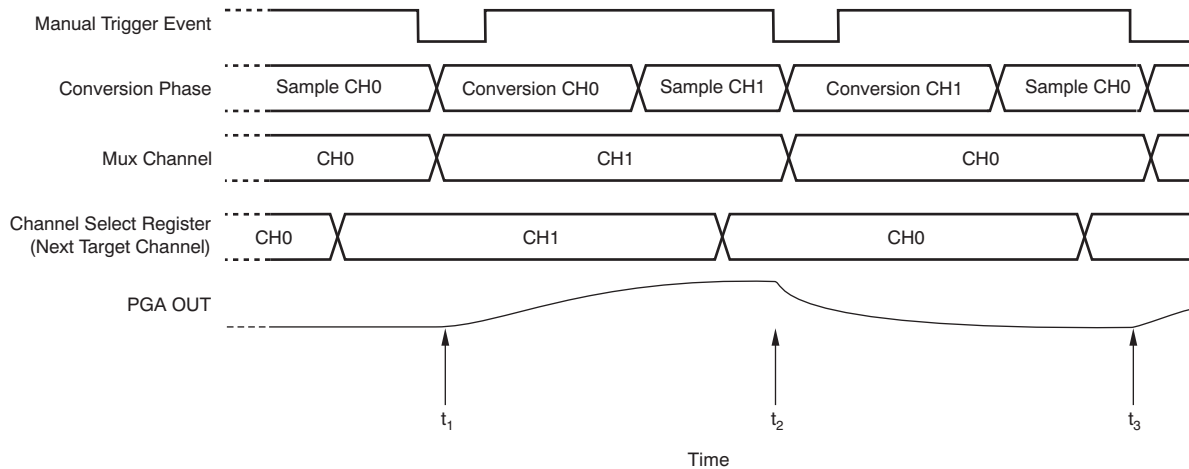 Manual Trigger Event
Conversion Phase
Sample CH0
Conversion CH0
Sample CH1
Conversion CH1
Sample CH0
Mux Channel
CH0
CH1
CH0
Channel Select Register
(Next Target Channel)
CH0
CH1
CH0
PGA OUT
t1
t2
t3
Time